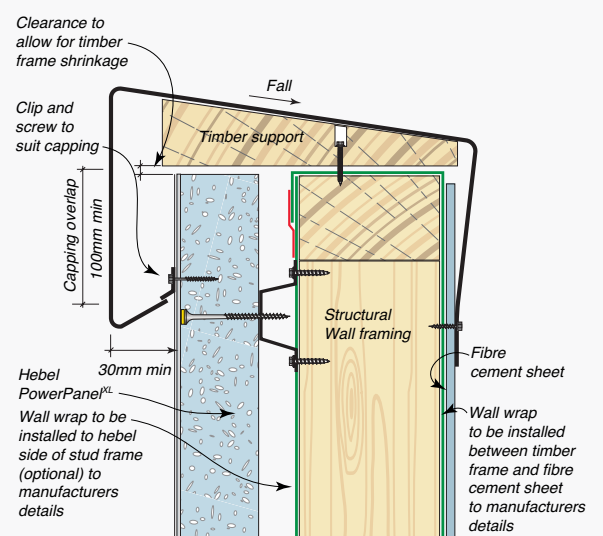 Clearance to
allow for timber
frame shrinkage
Fall
Clip and
screw to
suit capping
Timber support
Capping overlap
100mm min
Structural
Wall framing
30mm min
Fibre
cement sheet
Hebel
PowerPanelXL
Wall wrap to be
installed to hebel
side of stud frame
(optional) to
manufacturers
details
Wall wrap
to be installed
between timber
frame and fibre
cement sheet
to manufacturers
details